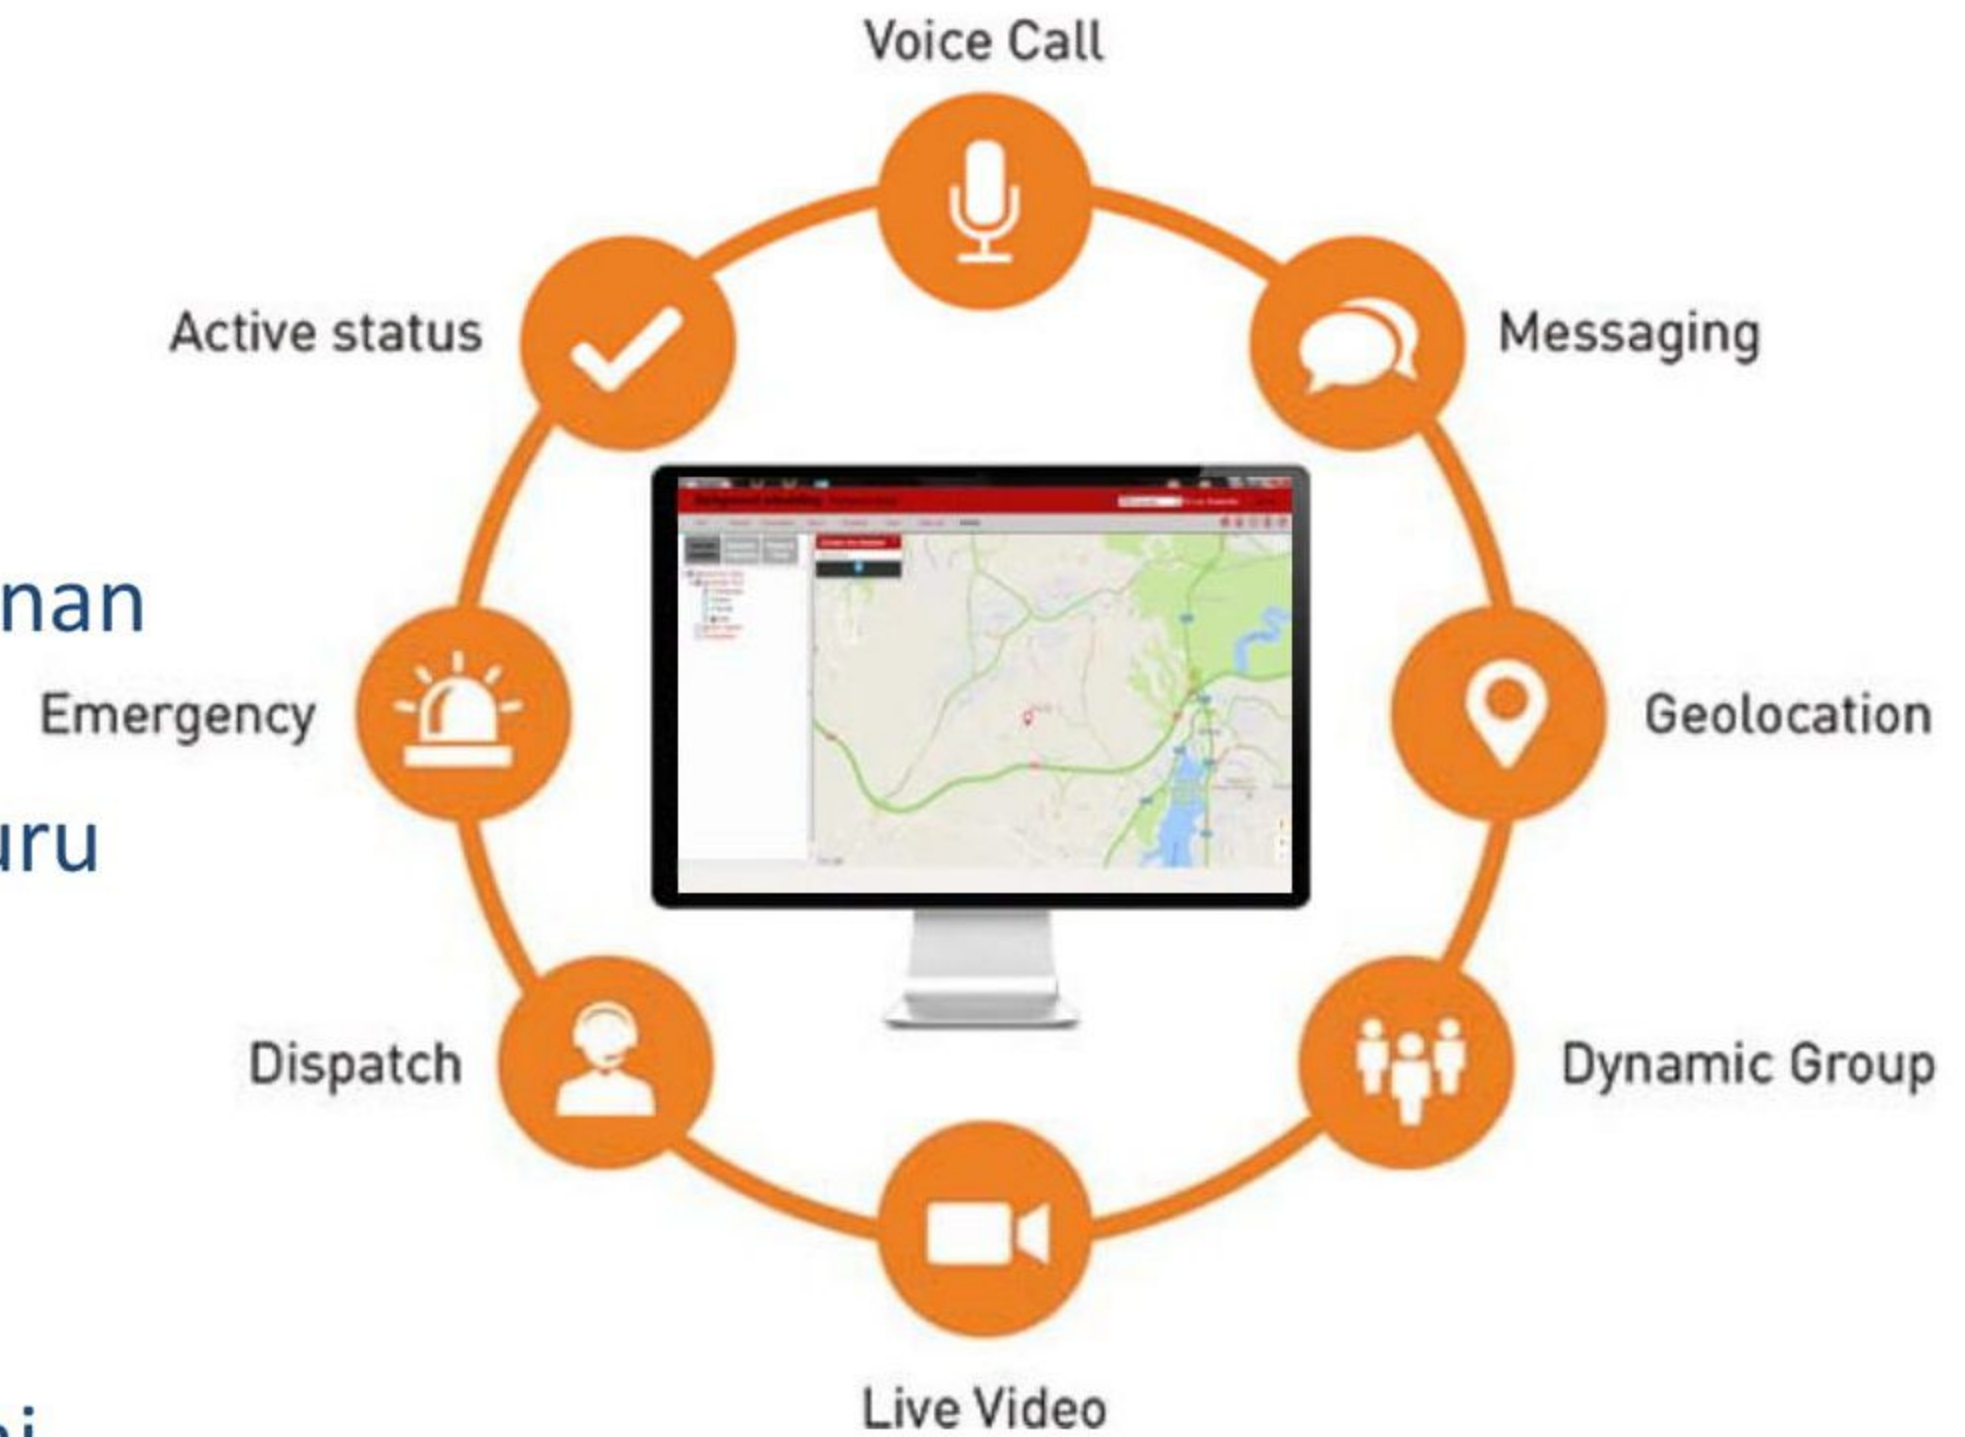 Voice Call
Active status
Messaging
nan
Emergency
Geolocation
uru
Dispatch
Dynamic Group
Live Video